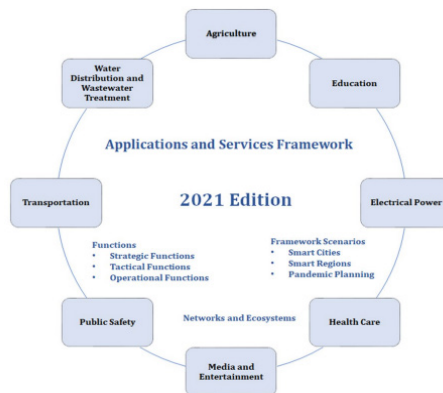 Agriculture
Water
Distribution and
Wastewater
Treatment
Education
Applications and Services Framework
Transportation
2021 Edition
Electrical Power
Functions
• Strategic Functions
• Tactical Functions
• Operational Functions
Framework Scenarios
• Smart Cities
• Smart Regions
• Pandemic Planning
Public Safety
Networks and Ecosystems
Health Care
Media and
Entertainment